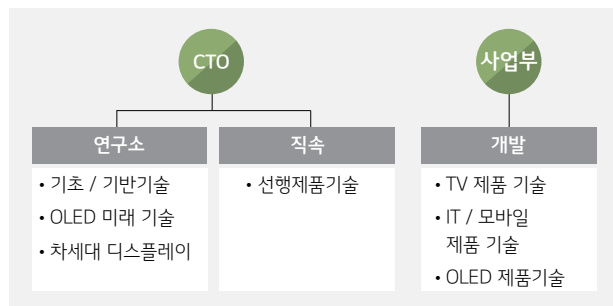 CTO
사업부
연구소
직속
개발
• 기초 / 기반기술
• OLED 미래 기술
• 차세대 디스플레이
• 선행제품기술
• TV 제품 기술
• IT / 모바일
제품 기술
• OLED 제품기술